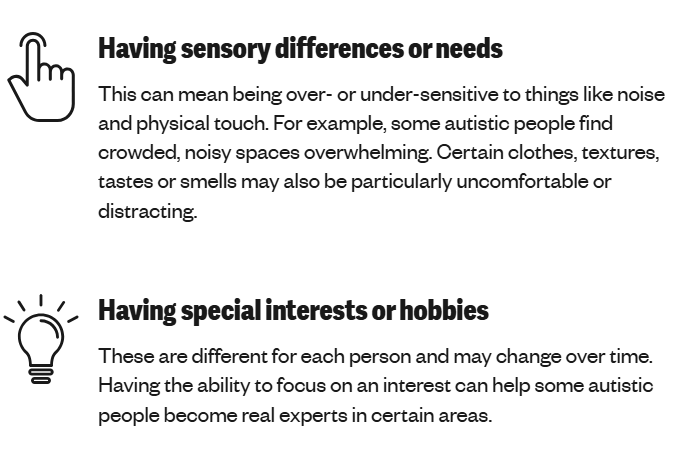 Having sensory differences or needs
This can mean being over- or under-sensitive to things like noise
and physical touch. For example, some autistic people find
crowded, noisy spaces overwhelming. Certain clothes, textures,
tastes or smells may also be particularly uncomfortable or
distracting.
Having special interests or hobbies
These are different for each person and may change over time.
Having the ability to focus on an interest can help some autistic
people become real experts in certain areas.